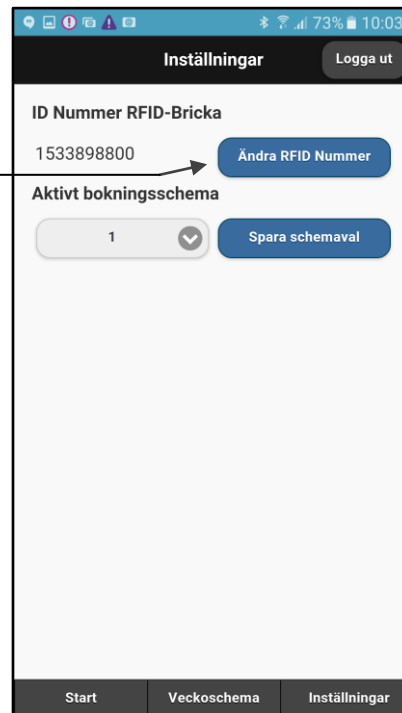 73% 10:03
Inställningar
Logga ut
ID Nummer RFID-Bricka
1533898800
Ändra RFID Nummer
Aktivt bokningsschema
1
Spara schemaval
Start
Veckoschema
Inställningar